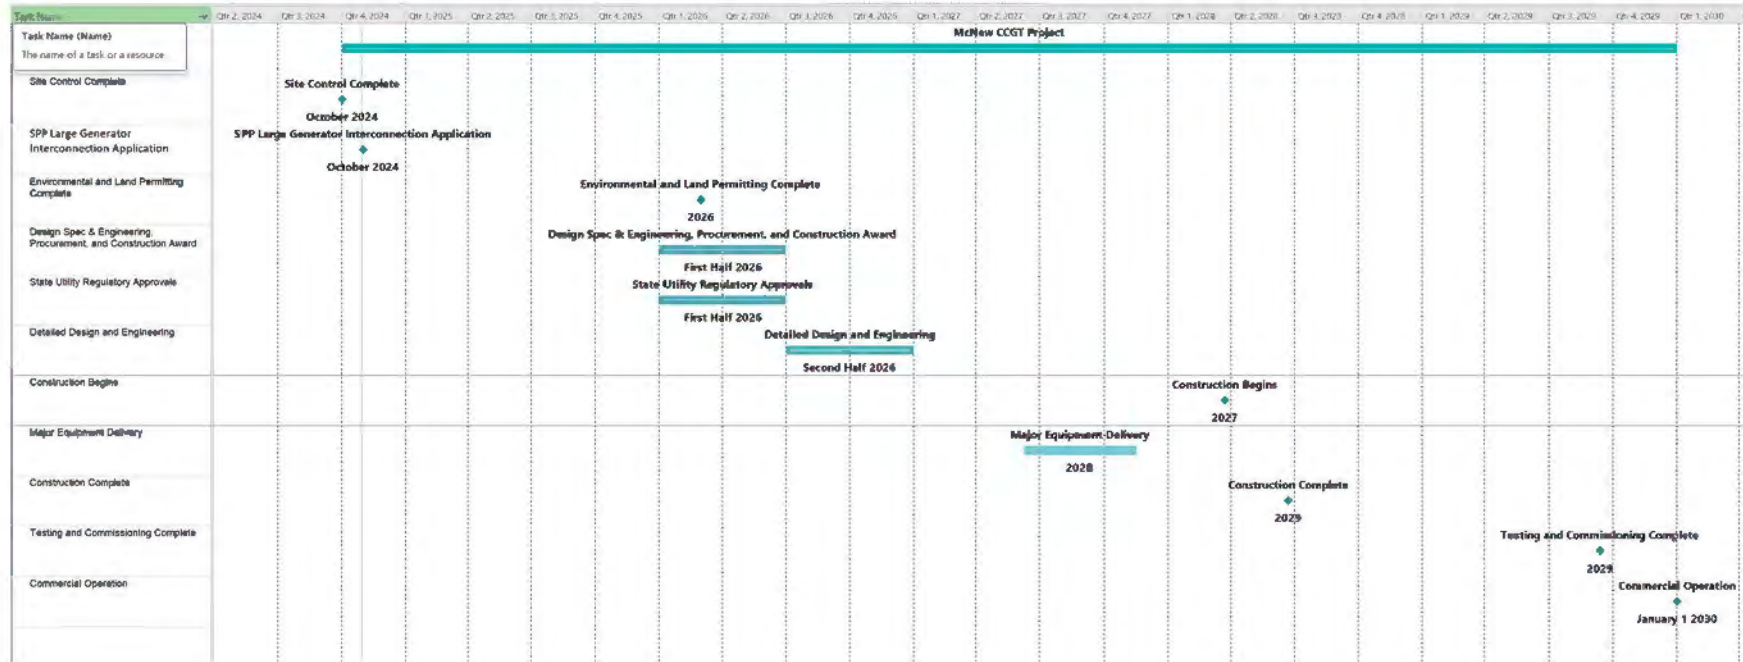 Task Name
Qtr 2, 2024 Qtr 3, 2024 Qtr 4, 2024 Qtr 1, 2025 Qtr 2, 2025 Qtr 3, 2025 Qtr 4, 2025 Qtr 1, 2026 Qtr 2, 2026 Qtr 3, 2026 Qtr 4, 2026 Qtr 1, 2027 Qtr 2, 2027 Qtr 3, 2027 Qtr 4, 2027 Qtr 1, 2028 Qtr 2, 2028 Qtr 3, 2028 Qtr 4, 2028 Qtr 1, 2029 Qtr 2, 2029 Qtr 3, 2029 Qtr 4, 2029 Qtr 1, 2030
Task Name (Name)
The name of a task or a resource
McNew CCGT Project
Site Control Complete
Site Control Complete
October 2024
SPP Large Generator
Interconnection Application
SPP Large Generator Interconnection Application
October 2024
Environmental and Land Permitting
Complete
Environmental and Land Permitting Complete
2026
Design Spec & Engineering,
Procurement, and Construction Award
Design Spec & Engineering, Procurement, and Construction Award
First Half 2026
State Utility Regulatory Approvals
State Utility Regulatory Approvals
First Half 2026
Detailed Design and Engineering
Detailed Design and Engineering
Second Half 2026
Construction Begins
Construction Begins
2027
Major Equipment Delivery
Major Equipment Delivery
2028
Construction Complete
Construction Complete
2029
Testing and Commissioning Complete
Testing and Commissioning Complete
2029
Commercial Operation
Commercial Operation
January 1 2030